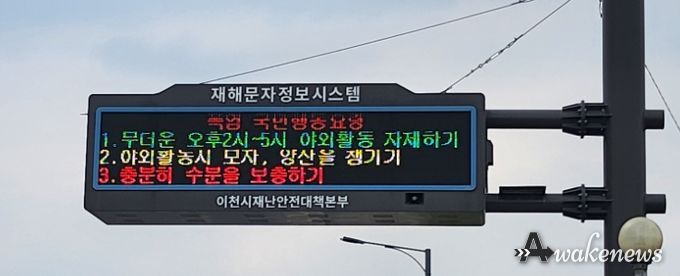 재해문자정보시스템
폭염 국민행동요령
1.무더운 오후2시~5시 야외활동 자제하기
2.야외활동시 모자, 양산을 챙기기
3.충분히 수분을 보충하기
이천시재난안전대책본부
Awakenews